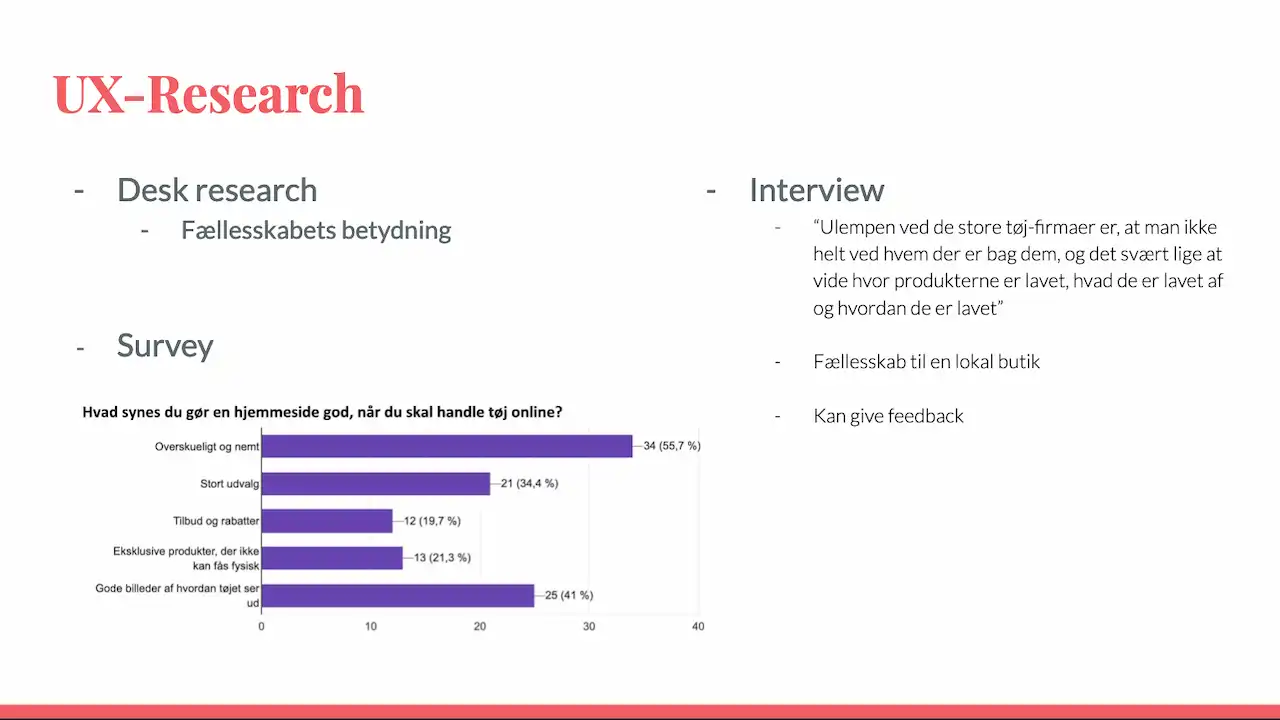 UX-Research
- Desk research
- Fællesskabets betydning
- Survey
Hvad synes du gør en hjemmeside god, når du skal handle tøj online?
Overskueligt og nemt 34 (55,7 %)
Stort udvalg 21 (34,4 %)
Tilbud og rabatter 12 (19,7 %)
Eksklusive produkter, der ikke
kan fås fysisk 13 (21,3 %)
Gode billeder af hvordan tøjet ser
ud 25 (41 %)
0 10 20 30 40
- Interview
- “Ulempen ved de store tøj-firmaer er, at man ikke
helt ved hvem der er bag dem, og det svært lige at
vide hvor produkterne er lavet, hvad de er lavet af
og hvordan de er lavet”
- Fællesskab til en lokal butik
- Kan give feedback